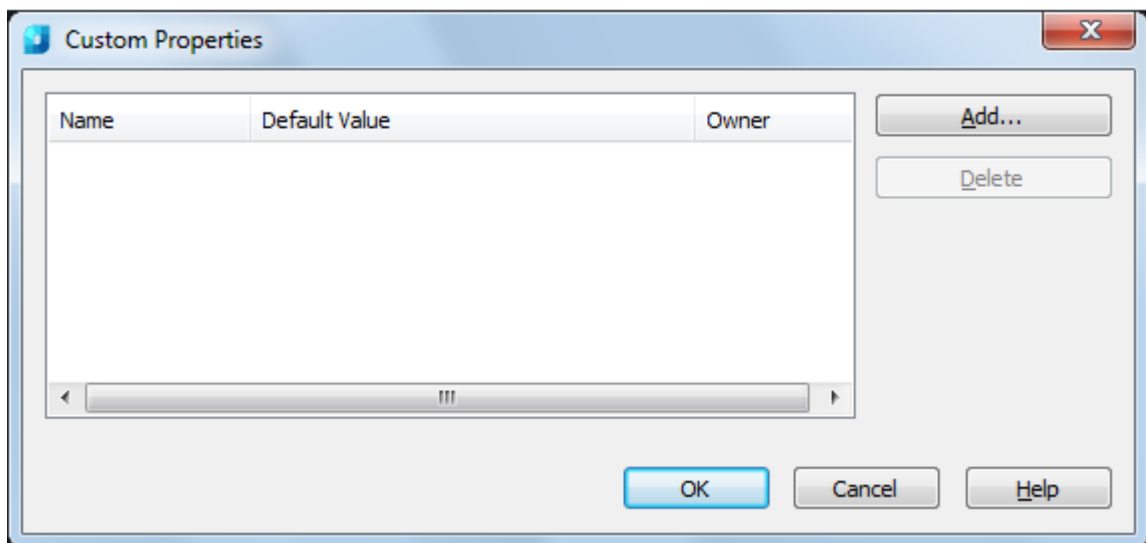 Custom Properties
Name Default Value Owner
Add...
Delete
OK Cancel Help